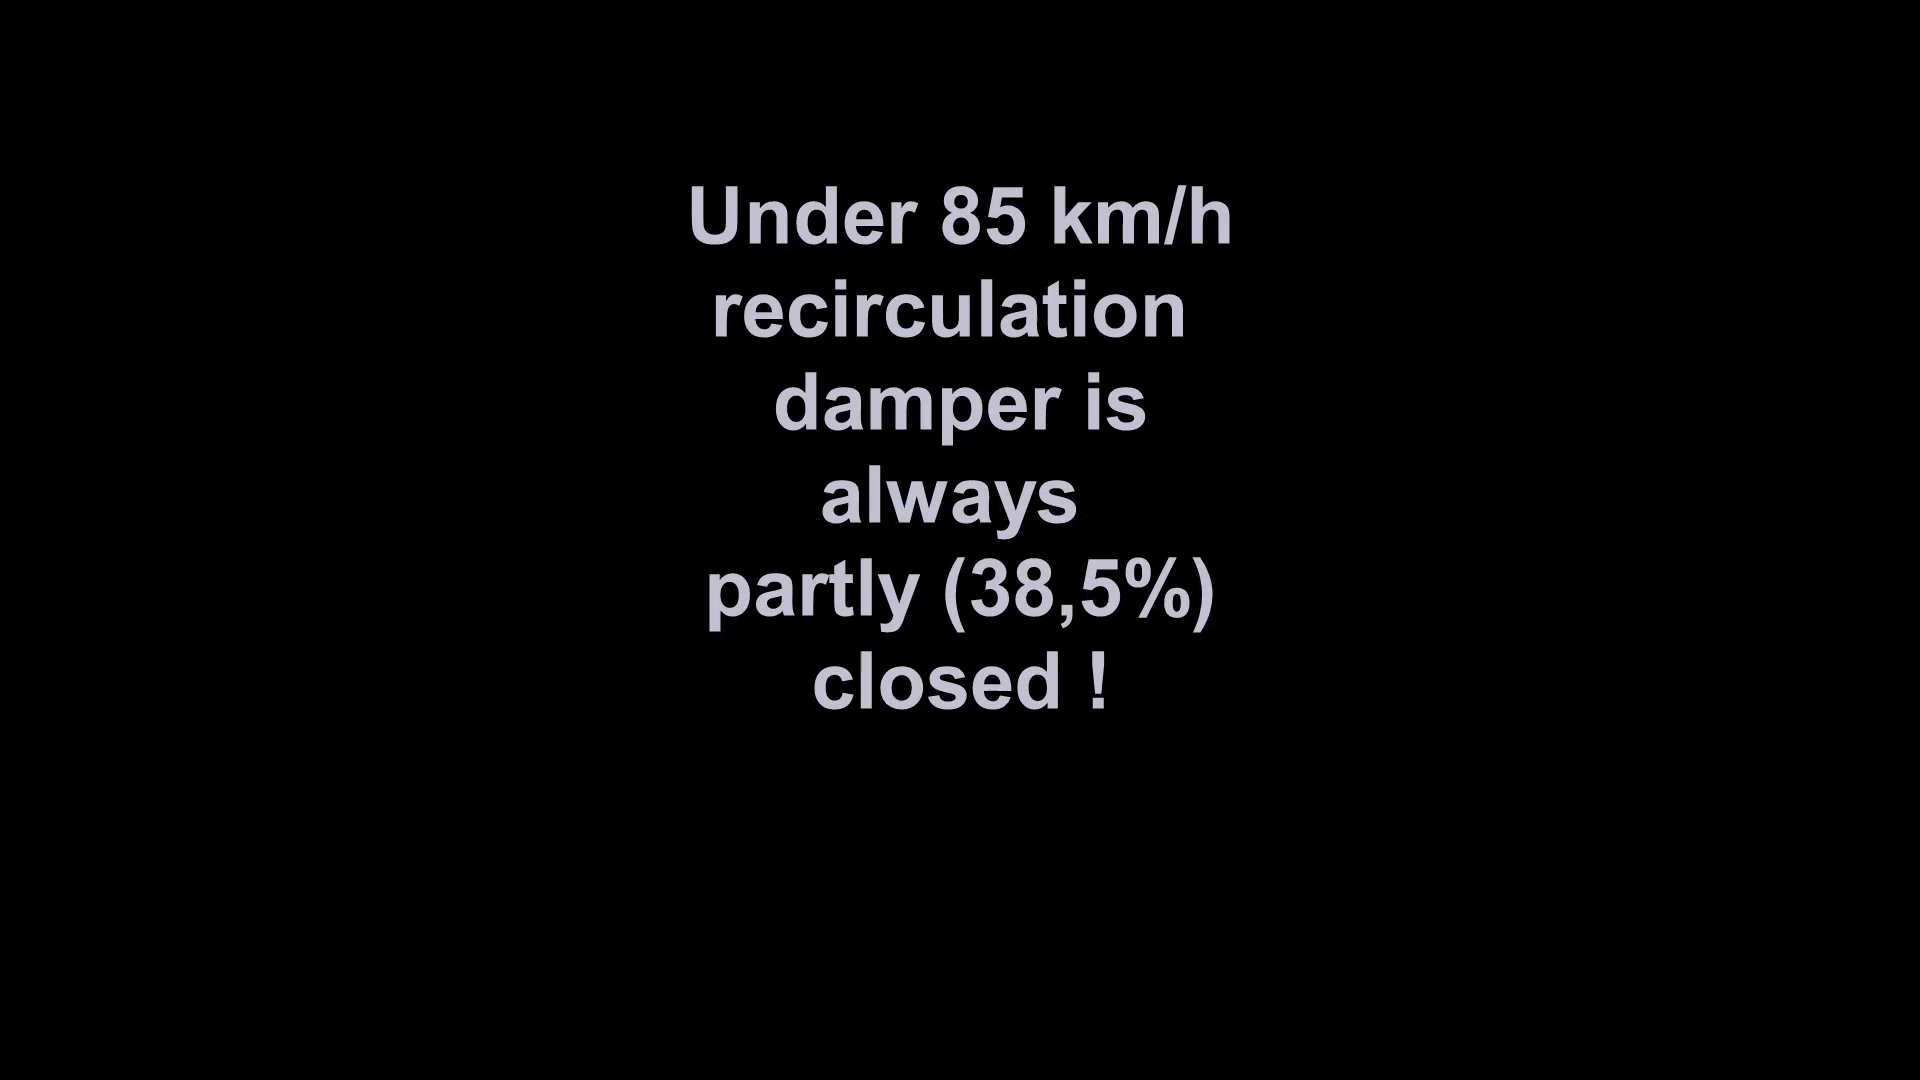 Under 85 km/h
recirculation
damper is
always
partly (38,5%)
closed !